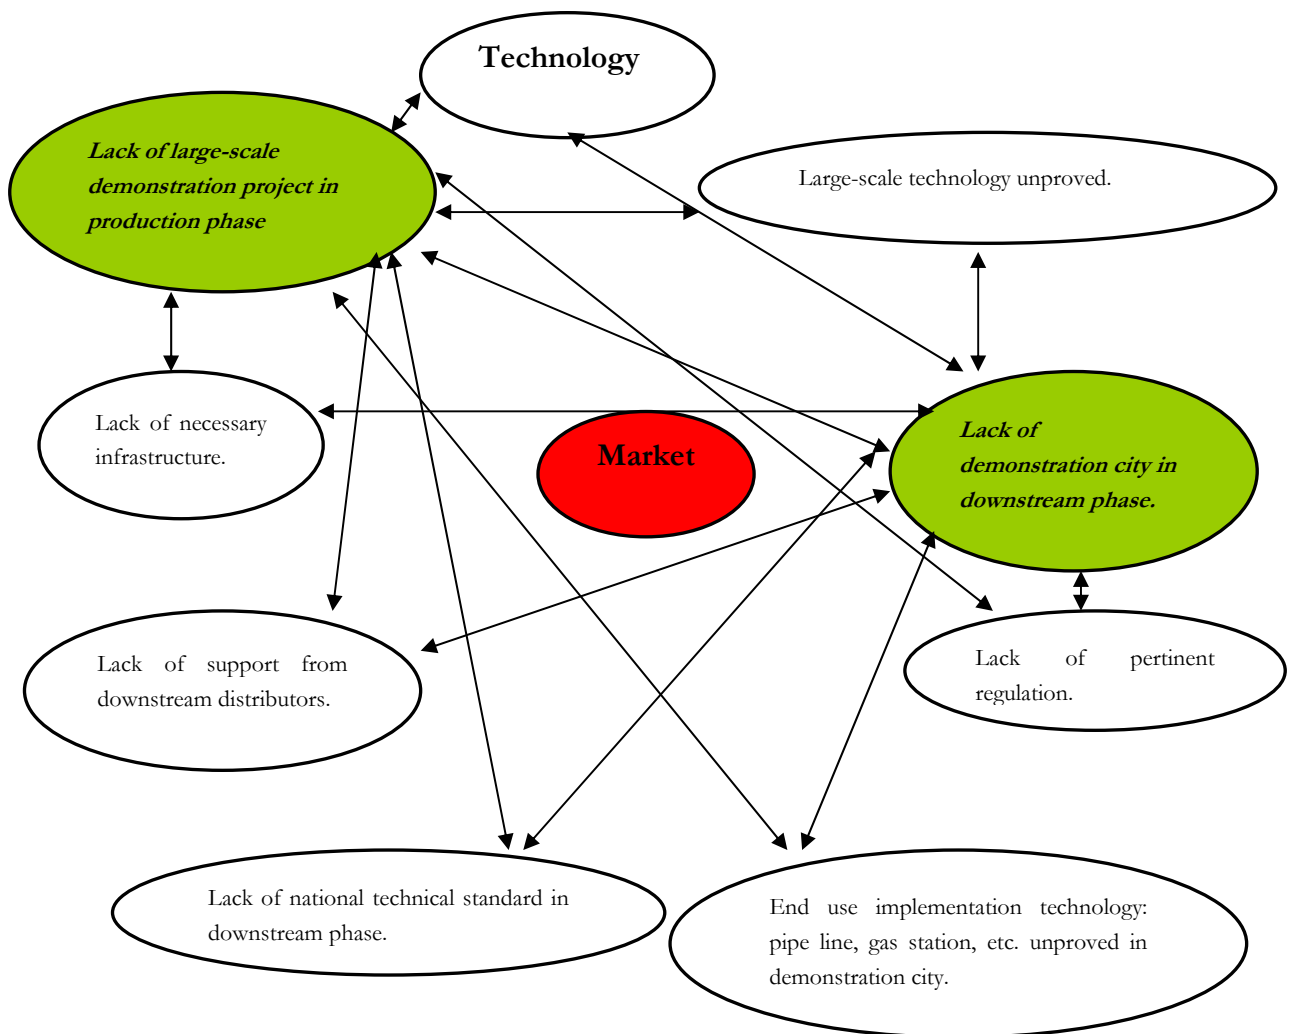 Technology
Lack of large-scale
demonstration project in
production phase
Large-scale technology unproved.
Lack of necessary
infrastructure.
Market
Lack of
demonstration city in
downstream phase.
Lack of support from
downstream distributors.
Lack of pertinent
regulation.
Lack of national technical standard in
downstream phase.
End use implementation technology:
pipe line, gas station, etc. unproved in
demonstration city.